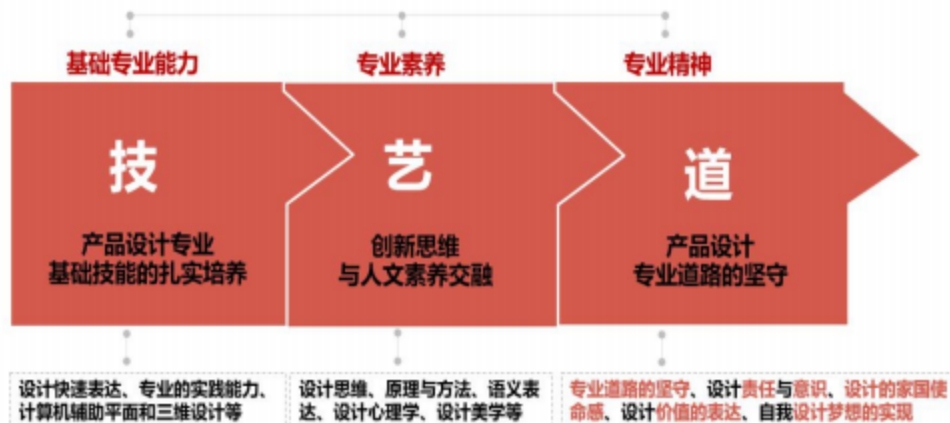 基础专业能力
专业素养
专业精神
技
艺
道
产品设计专业
基础技能的扎实培养
创新思维
与人文素养交融
产品设计
专业道路的坚守
设计快速表达、专业的实践能力、
计算机辅助平面和三维设计等
设计思维、原理与方法、语义表
达、设计心理学、设计美学等
专业道路的坚守、设计责任与意识、设计的家国使
命感、设计价值的表达、自我设计梦想的实现